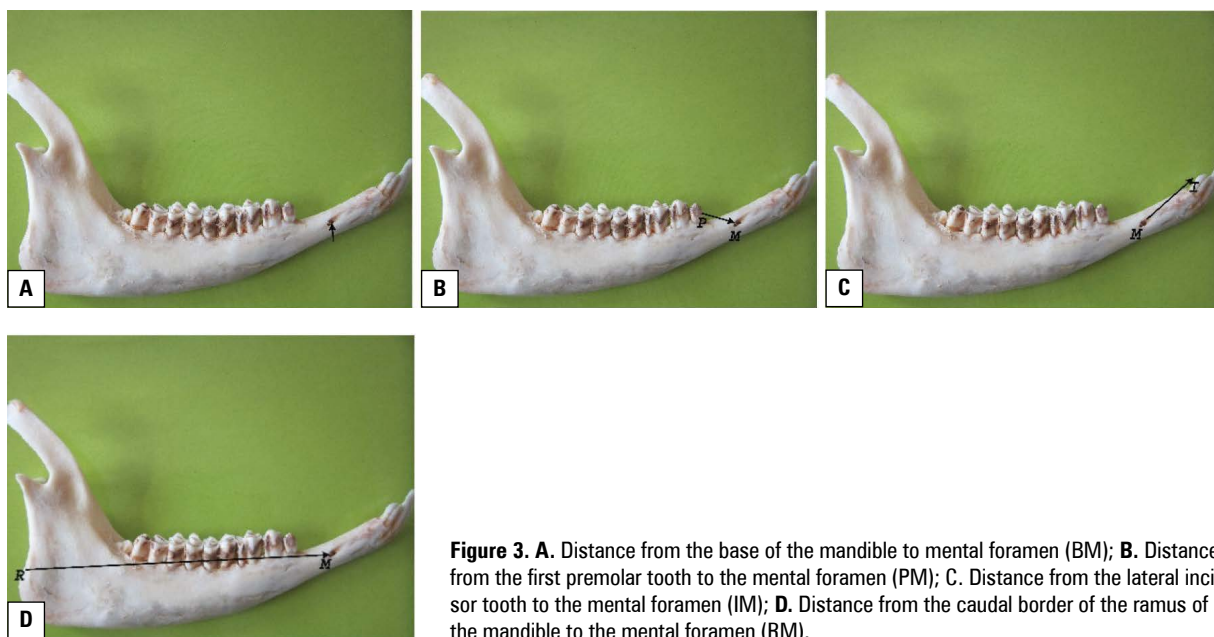 A
P
M
B
M
I
C
R
M
D
Figure 3. A. Distance from the base of the mandible to mental foramen (BM); B. Distance
from the first premolar tooth to the mental foramen (PM); C. Distance from the lateral inci
sor tooth to the mental foramen (IM); D. Distance from the caudal border of the ramus of
the mandible to the mental foramen (RM).